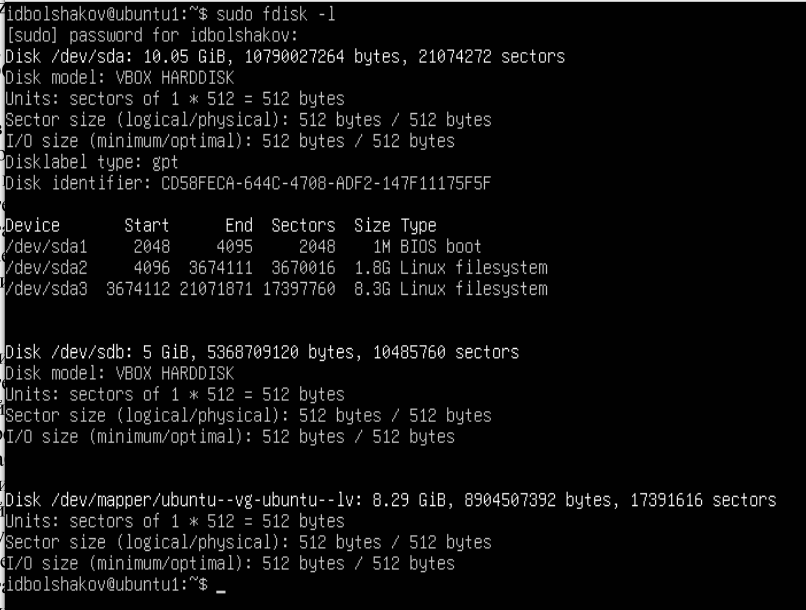 idbolshakov@ubuntu1:~$ sudo fdisk -l
[sudo] password for idbolshakov:
Disk /dev/sda: 10.05 GiB, 10790027264 bytes, 21074272 sectors
Disk model: VBOX HARDDISK
Units: sectors of 1 * 512 = 512 bytes
Sector size (logical/physical): 512 bytes / 512 bytes
I/O size (minimum/optimal): 512 bytes / 512 bytes
Disklabel type: gpt
Disk identifier: CD58FECA-644C-4708-ADF2-147F11175F5F
Device Start End Sectors Size Type
/dev/sda1 2048 4095 2048 1M BIOS boot
/dev/sda2 4096 3674111 3670016 1.8G Linux filesystem
/dev/sda3 3674112 21071871 17397760 8.3G Linux filesystem
Disk /dev/sdb: 5 GiB, 5368709120 bytes, 10485760 sectors
Disk model: VBOX HARDDISK
Units: sectors of 1 * 512 = 512 bytes
Sector size (logical/physical): 512 bytes / 512 bytes
I/O size (minimum/optimal): 512 bytes / 512 bytes
Disk /dev/mapper/ubuntu--vg-ubuntu--lv: 8.29 GiB, 8904507392 bytes, 17391616 sectors
Units: sectors of 1 * 512 = 512 bytes
Sector size (logical/physical): 512 bytes / 512 bytes
I/O size (minimum/optimal): 512 bytes / 512 bytes
idbolshakov@ubuntu1:~$ _